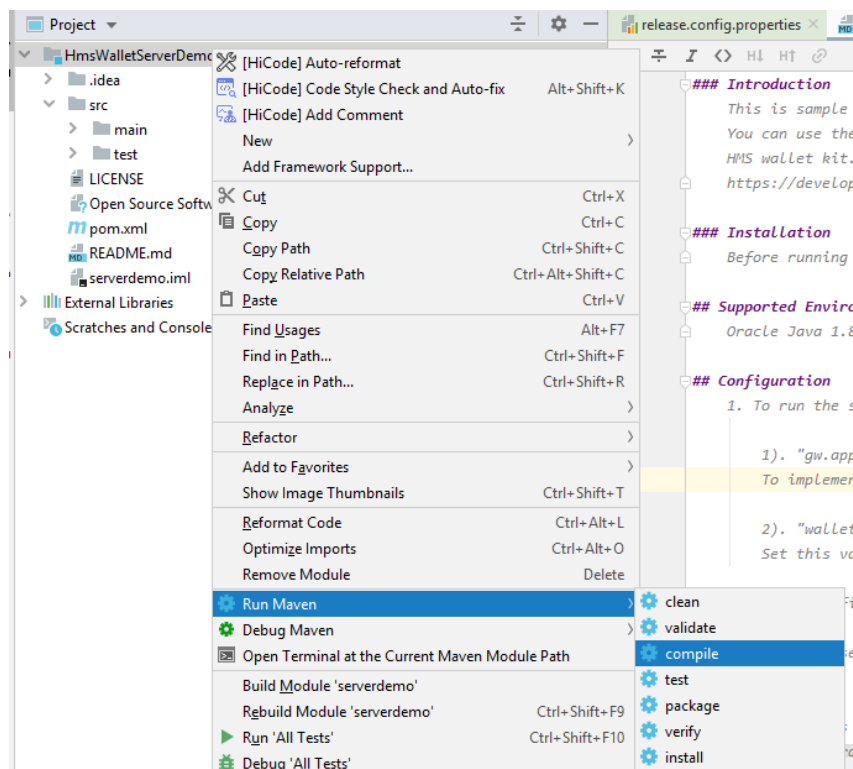 Project
release.config.properties
HmsWalletServerDemo
.idea
src
main
test
LICENSE
Open Source Softw
pom.xml
README.md
serverdemo.iml
External Libraries
Scratches and Console
[HiCode] Auto-reformat
[HiCode] Code Style Check and Auto-fix Alt+Shift+K
[HiCode] Add Comment
New
Add Framework Support...
Cut Ctrl+X
Copy Ctrl+C
Copy Path Ctrl+Shift+C
Copy Relative Path Ctrl+Alt+Shift+C
Paste Ctrl+V
Find Usages Alt+F7
Find in Path... Ctrl+Shift+F
Replace in Path... Ctrl+Shift+R
Analyze
Refactor
Add to Favorites
Show Image Thumbnails Ctrl+Shift+T
Reformat Code Ctrl+Alt+L
Optimize Imports Ctrl+Alt+O
Remove Module Delete
Run Maven
Debug Maven
Open Terminal at the Current Maven Module Path
Build Module 'serverdemo'
Rebuild Module 'serverdemo' Ctrl+Shift+F9
Run 'All Tests' Ctrl+Shift+F10
Debug 'All Tests'
clean
validate
compile
test
package
verify
install
MD
I <> H↓ H↑
### Introduction
This is sample
You can use the
HMS wallet kit.
https://develop
### Installation
Before running
## Supported Enviro
Oracle Java 1.8
## Configuration
1. To run the s
1). "gw.app
To implemen
2). "wallet
Set this va